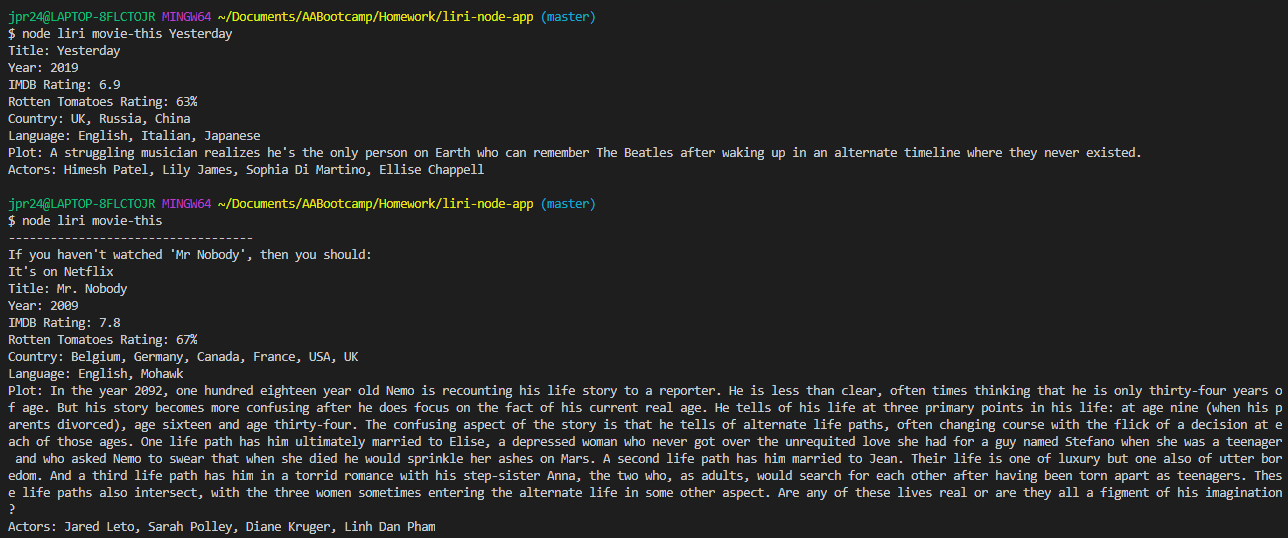 jpr24@LAPTOP-8FLCTOJR MINGW64 ~/Documents/AABootcamp/Homework/liri-node-app (master)
$ node liri movie-this Yesterday
Title: Yesterday
Year: 2019
IMDB Rating: 6.9
Rotten Tomatoes Rating: 63%
Country: UK, Russia, China
Language: English, Italian, Japanese
Plot: A struggling musician realizes he's the only person on Earth who can remember The Beatles after waking up in an alternate timeline where they never existed.
Actors: Himesh Patel, Lily James, Sophia Di Martino, Ellise Chappell
jpr24@LAPTOP-8FLCTOJR MINGW64 ~/Documents/AABootcamp/Homework/liri-node-app (master)
$ node liri movie-this
-----------------------------------
If you haven't watched 'Mr Nobody', then you should:
It's on Netflix
Title: Mr. Nobody
Year: 2009
IMDB Rating: 7.8
Rotten Tomatoes Rating: 67%
Country: Belgium, Germany, Canada, France, USA, UK
Language: English, Mohawk
Plot: In the year 2092, one hundred eighteen year old Nemo is recounting his life story to a reporter. He is less than clear, often times thinking that he is only thirty-four years o
f age. But his story becomes more confusing after he does focus on the fact of his current real age. He tells of his life at three primary points in his life: at age nine (when his p
arents divorced), age sixteen and age thirty-four. The confusing aspect of the story is that he tells of alternate life paths, often changing course with the flick of a decision at e
ach of those ages. One life path has him ultimately married to Elise, a depressed woman who never got over the unrequited love she had for a guy named Stefano when she was a teenager
 and who asked Nemo to swear that when she died he would sprinkle her ashes on Mars. A second life path has him married to Jean. Their life is one of luxury but one also of utter bor
edom. And a third life path has him in a torrid romance with his step-sister Anna, the two who, as adults, would search for each other after having been torn apart as teenagers. Thes
e life paths also intersect, with the three women sometimes entering the alternate life in some other aspect. Are any of these lives real or are they all a figment of his imagination
?
Actors: Jared Leto, Sarah Polley, Diane Kruger, Linh Dan Pham